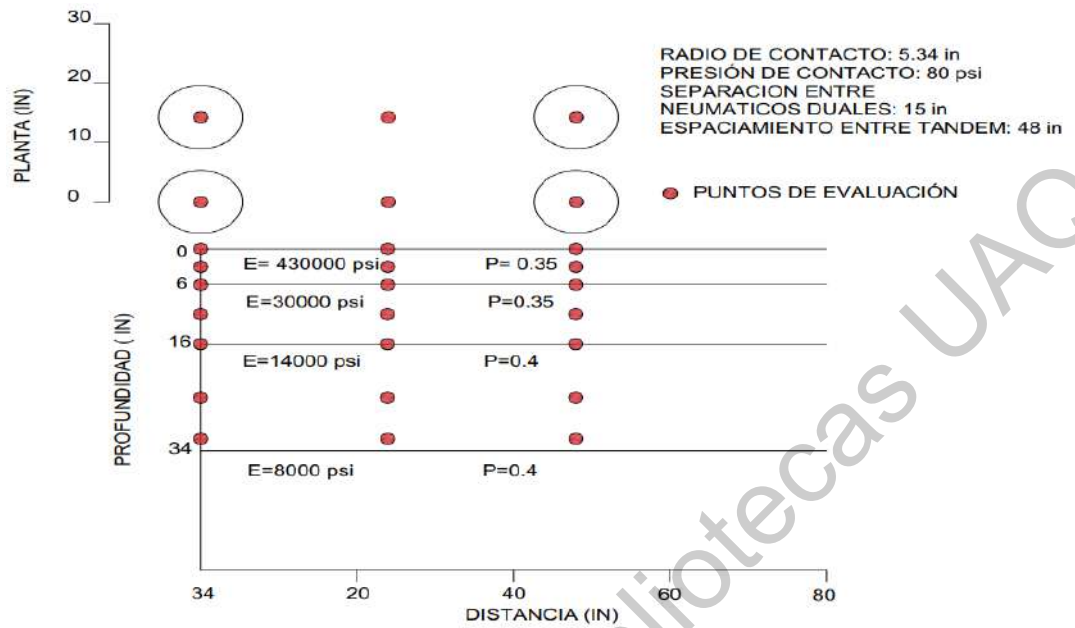 30
20
10
0
PLANTA (IN)
RADIO DE CONTACTO: 5.34 in
PRESIÓN DE CONTACTO: 80 psi
SEPARACION ENTRE
NEUMATICOS DUALES: 15 in
ESPACIAMIENTO ENTRE TANDEM: 48 in
PUNTOS DE EVALUACIÓN
PROFUNDIDAD ( IN)
0
E= 430000 psi P= 0.35
6
E=30000 psi P=0.35
16
E=14000 psi P=0.4
34
E=8000 psi P=0.4
34 20 40 60 80
DISTANCIA (IN)
bliotecas UAQ